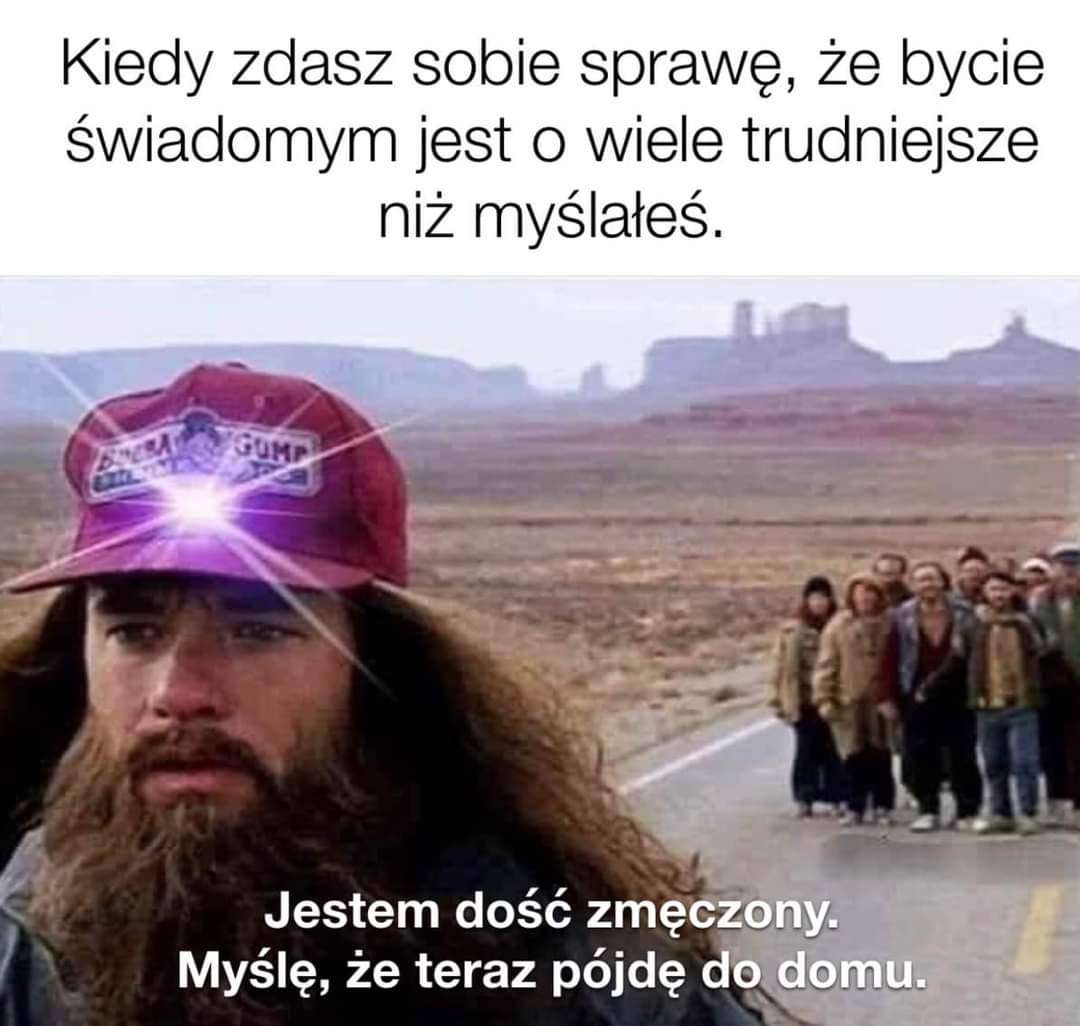 Kiedy zdasz sobie sprawę, że bycie
świadomym jest o wiele trudniejsze
niż myślałeś.
GUMP
Jestem dość zmęczony.
Myślę, że teraz pójdę do domu.